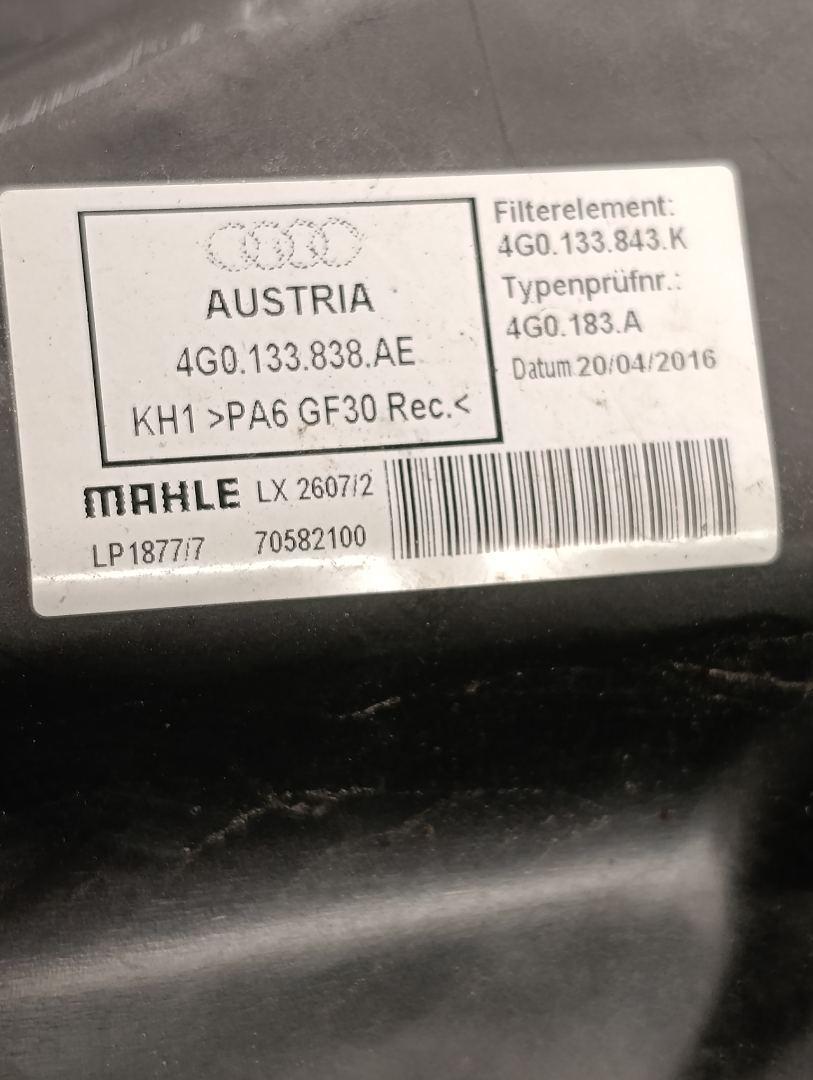 AUSTRIA
4G0.133.838.AE
KH1 >PA6 GF30 Rec.<
Filterelement:
4G0.133.843.K
Typenprüfnr.:
4G0.183.A
Datum 20/04/2016
MAHLE LX 2607/2
LP1877/7 70582100